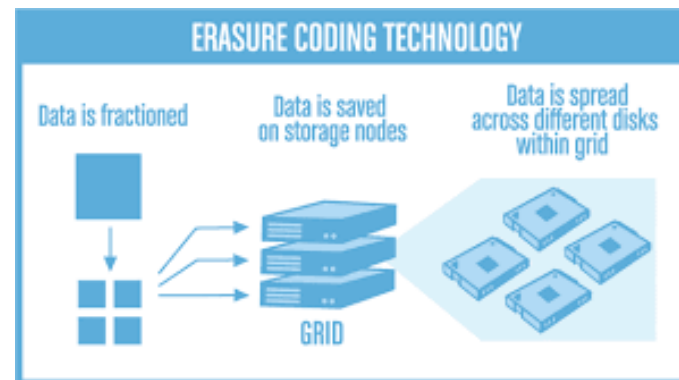 ERASURE CODING TECHNOLOGY
Data is fractioned
Data is saved
on storage nodes
Data is spread
across different disks
within grid
GRID